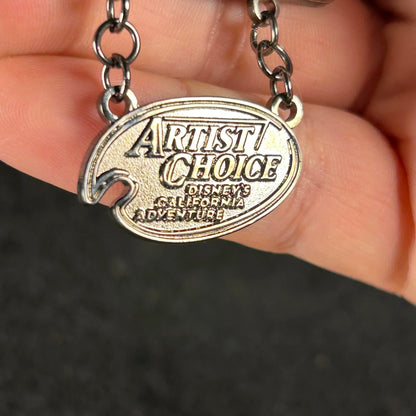 ARTIST
CHOICE
DISNEY'S
CALIFORNIA
ADVENTURE